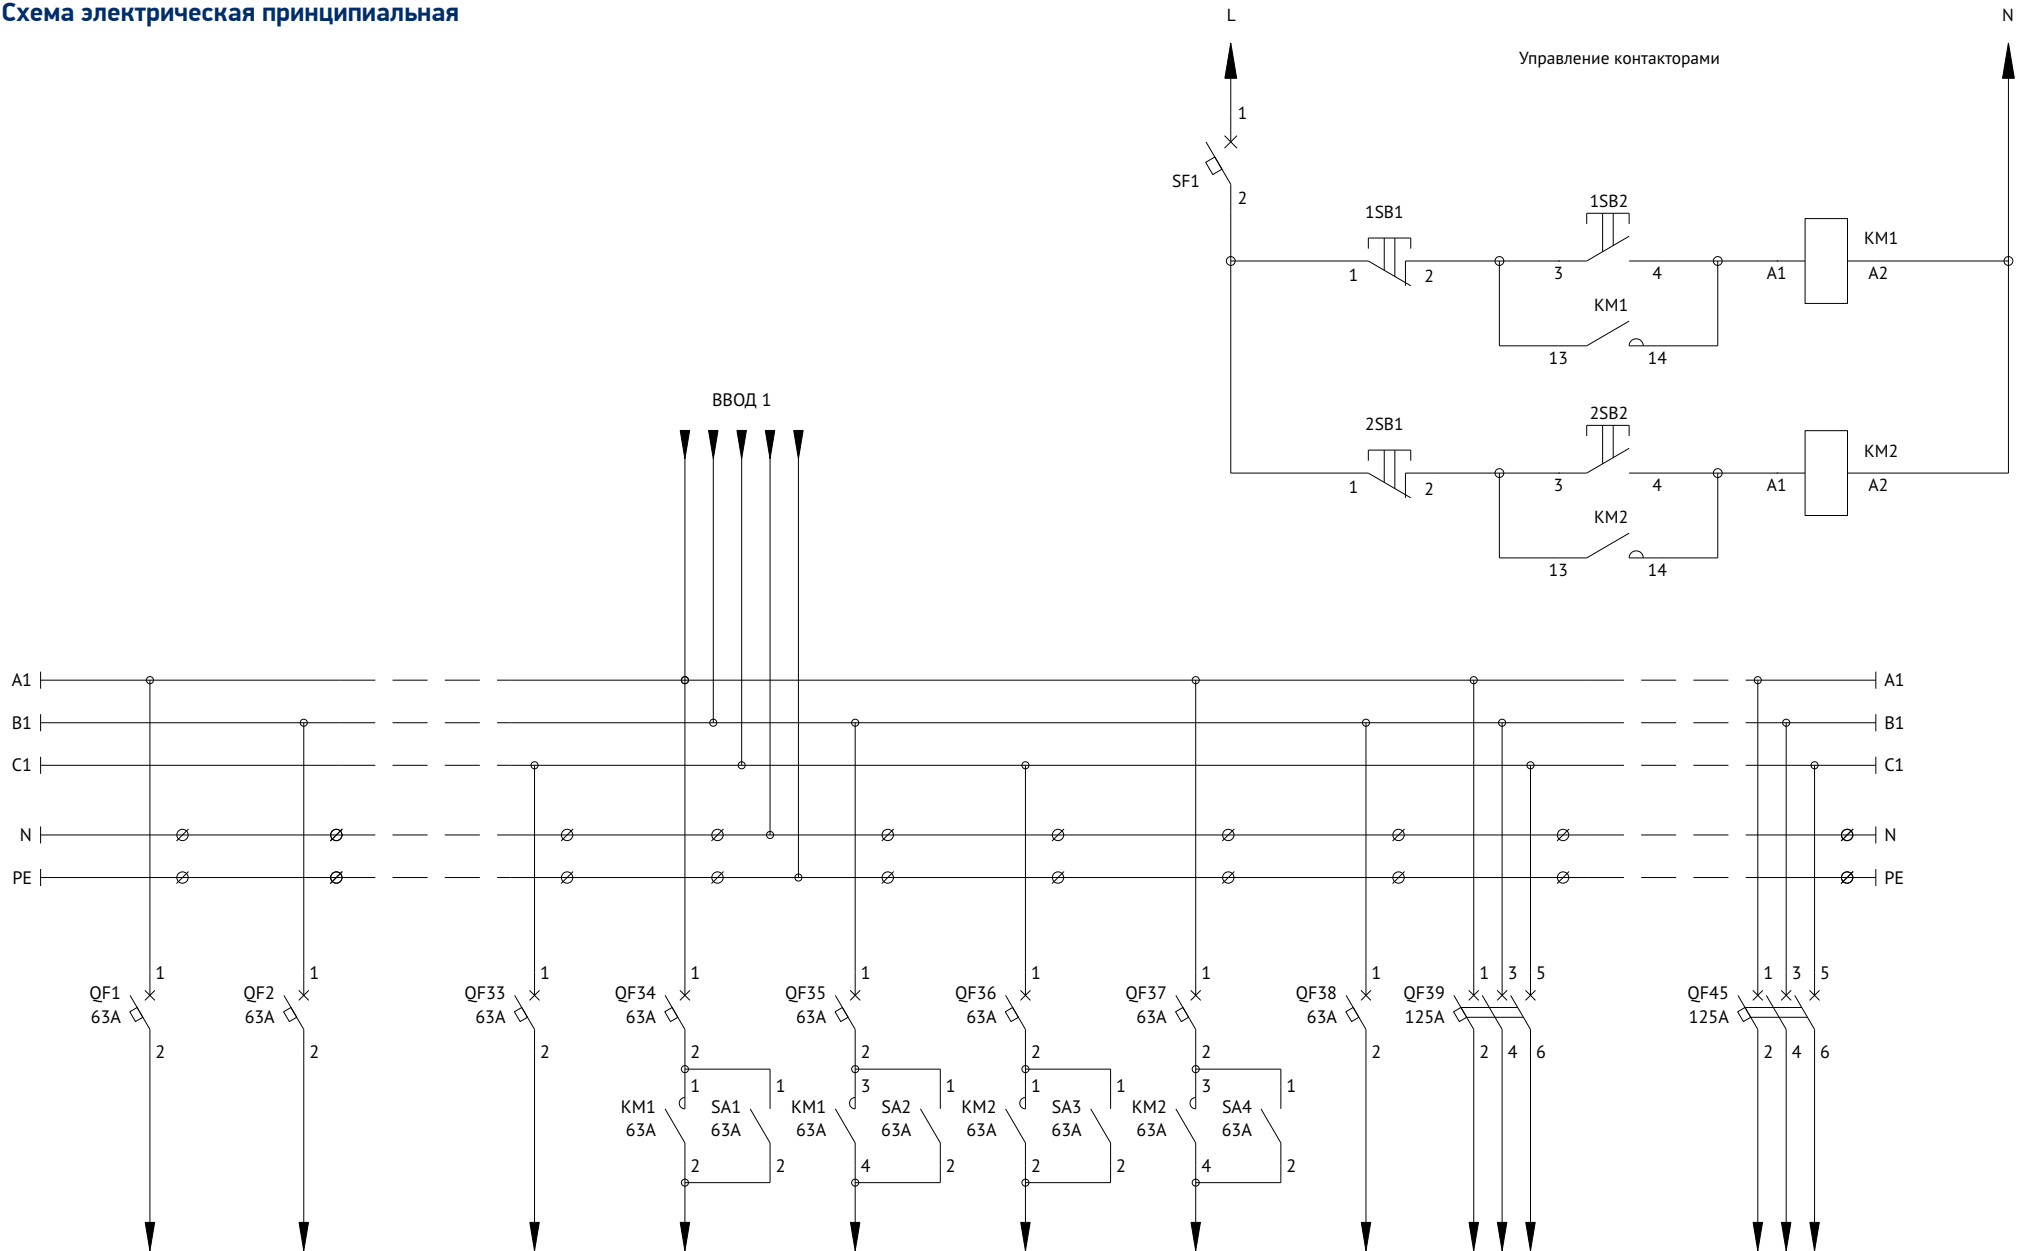 Схема электрическая принципиальная
L
N
Управление контакторами
1
SF1
2
1SB1
1SB2
KM1
1
2
3
4
A1
A2
KM1
13
14
ВВОД 1
2SB1
2SB2
KM2
1
2
3
4
A1
A2
KM2
13
14
A1
A1
B1
B1
C1
C1
N
N
PE
PE
1
1
1
1
1
1
1
1
1
3
5
1
3
5
QF1
QF2
QF33
QF34
QF35
QF36
QF37
QF38
QF39
QF45
63A
63A
63A
63A
63A
63A
63A
63A
125A
125A
2
2
2
2
2
2
2
2
2
4
6
2
4
6
1
1
3
1
1
1
3
1
KM1
SA1
KM1
SA2
KM2
SA3
KM2
SA4
63A
63A
63A
63A
63A
63A
63A
63A
2
2
4
2
2
2
4
2